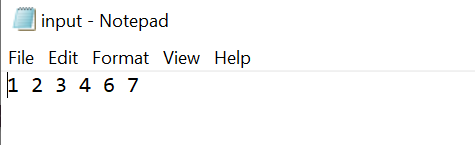 input - Notepad
File Edit Format View Help
1 2 3 4 6 7